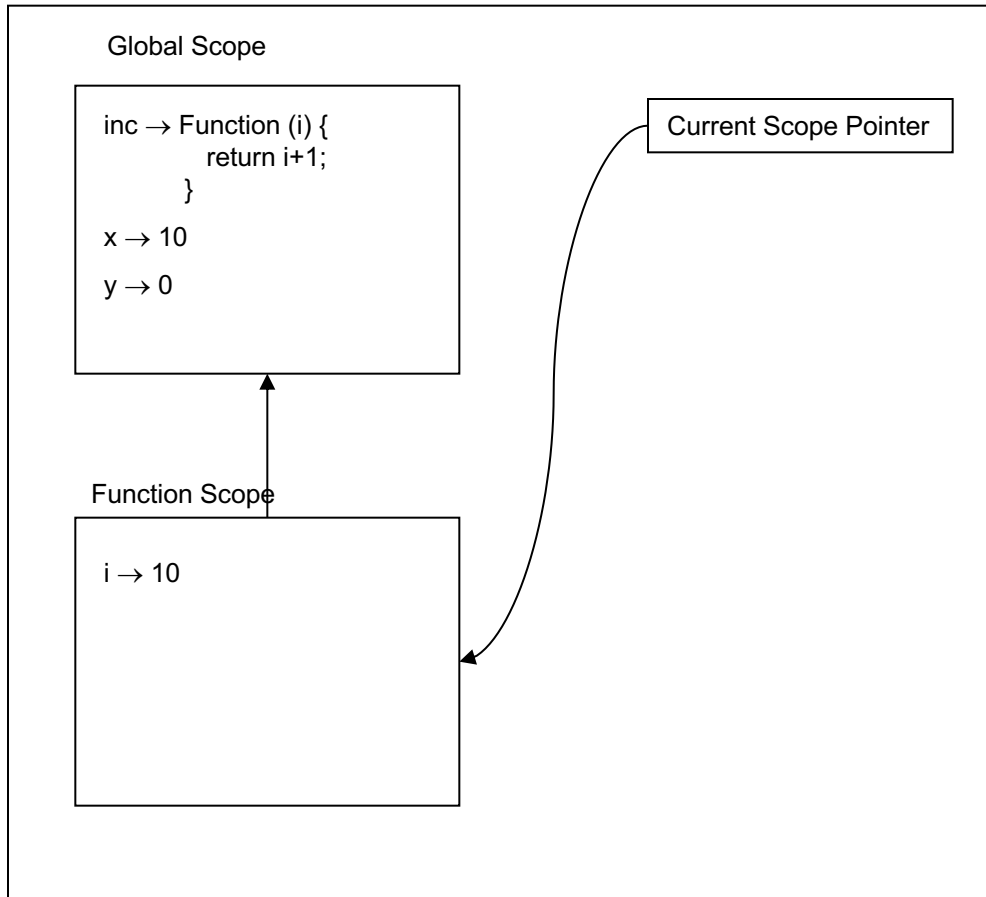 Global Scope
inc → Function (i) {
return i+1;
}
x → 10
y → 0
Current Scope Pointer
Function Scope
i → 10